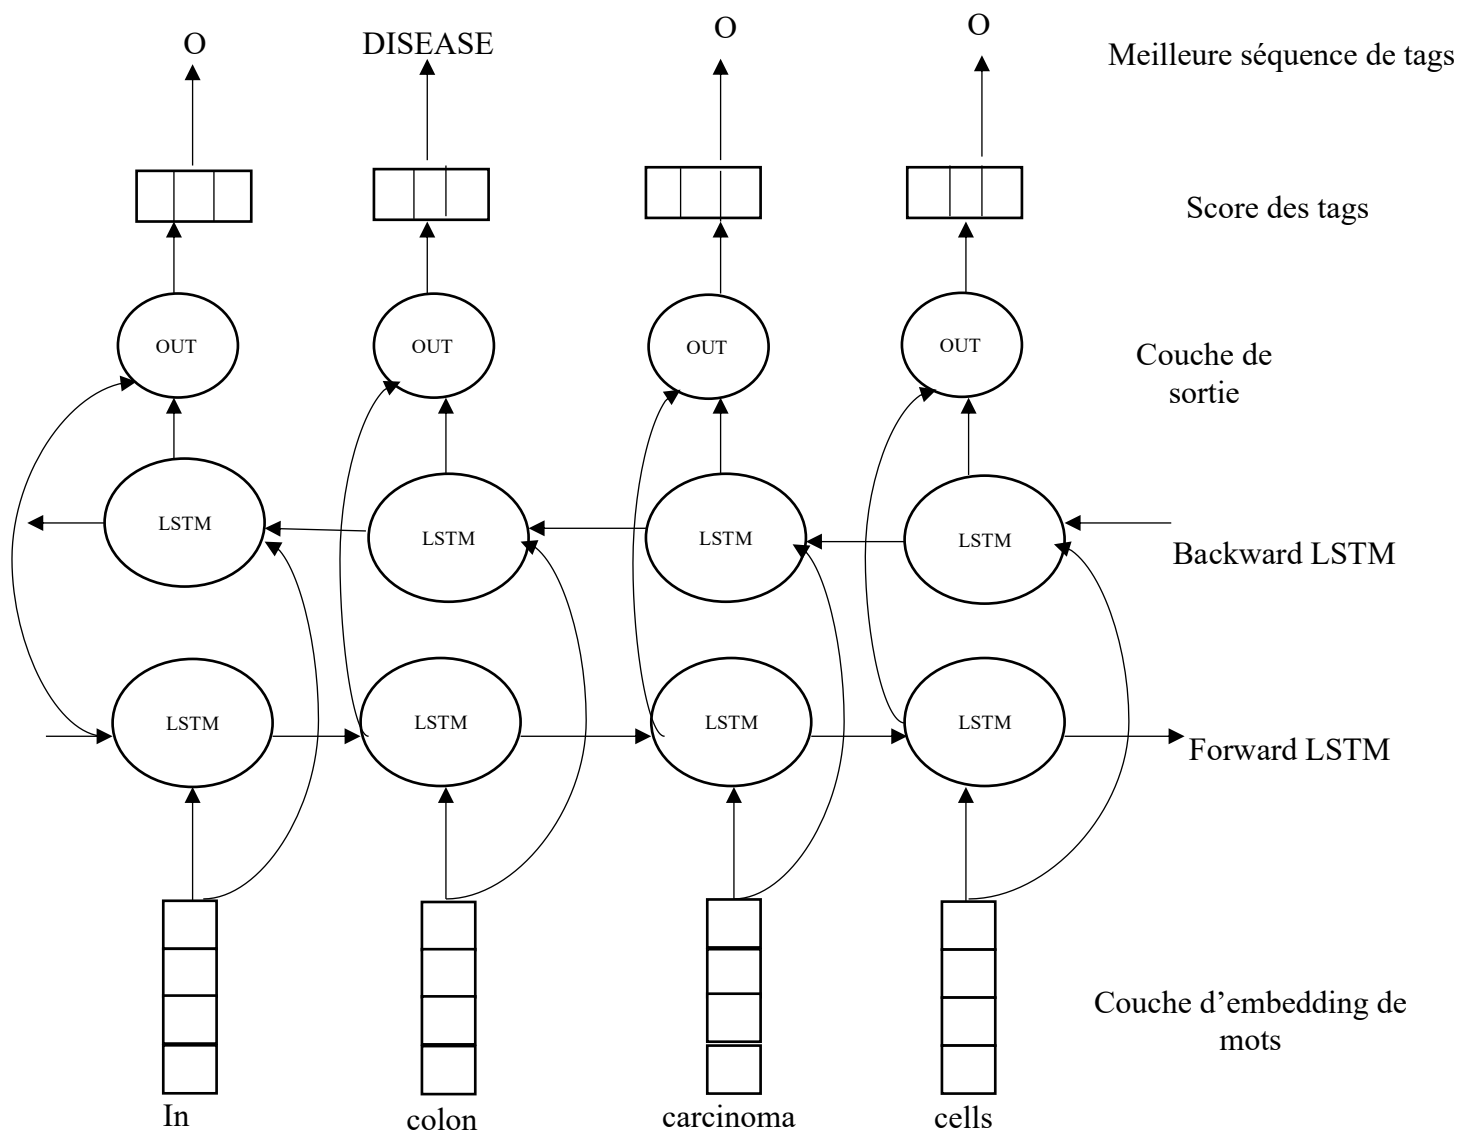 O
DISEASE
O
O
Meilleure séquence de tags
Score des tags
OUT
OUT
OUT
OUT
Couche de
sortie
LSTM
LSTM
LSTM
LSTM
Backward LSTM
LSTM
LSTM
LSTM
LSTM
Forward LSTM
Couche d’embedding de
mots
In
colon
carcinoma
cells